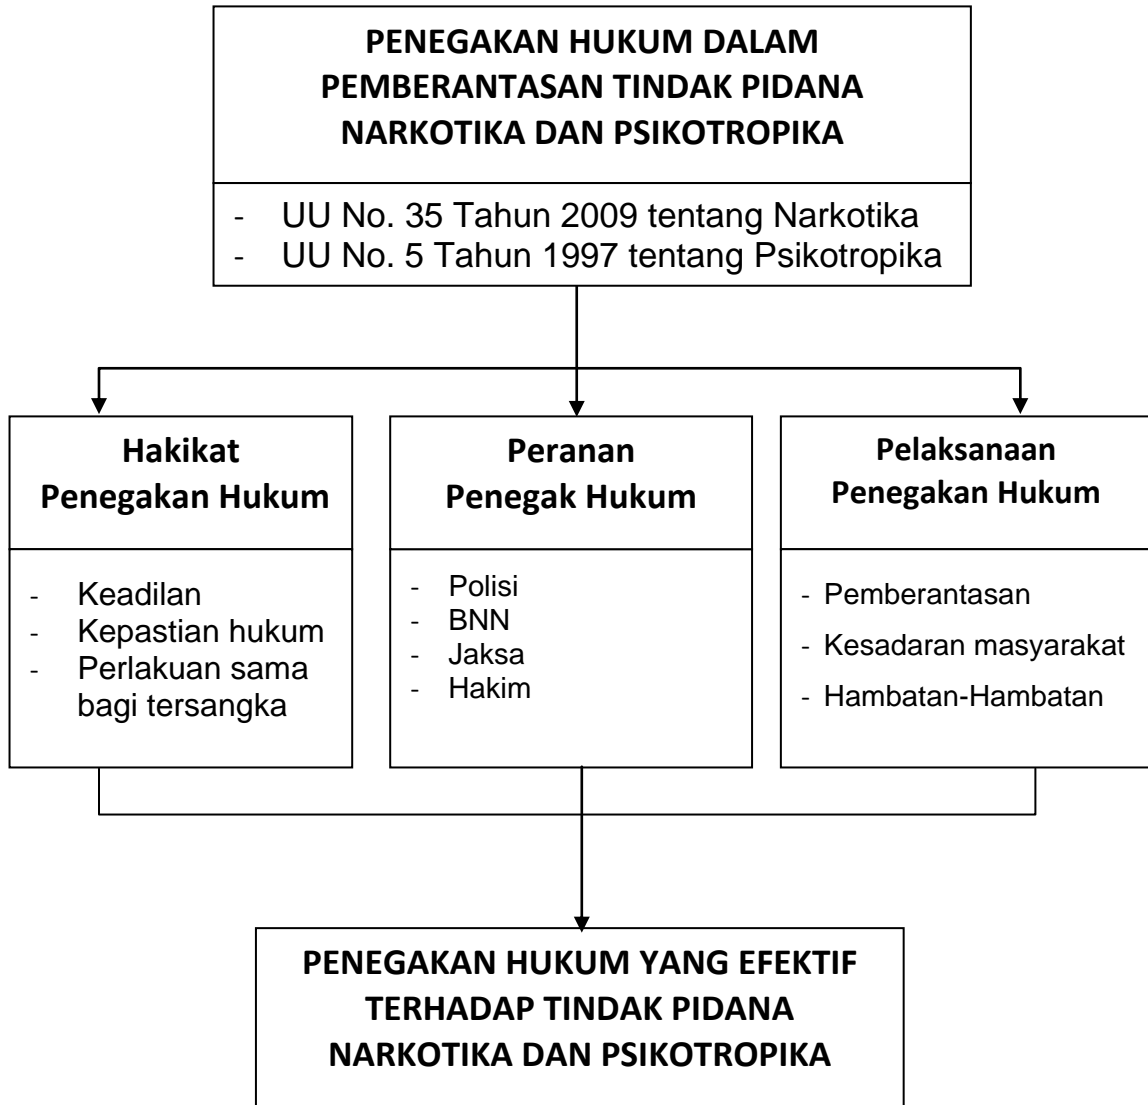 PENEGAKAN HUKUM DALAM
PEMBERANTASAN TINDAK PIDANA
NARKOTIKA DAN PSIKOTROPIKA
- UU No. 35 Tahun 2009 tentang Narkotika
- UU No. 5 Tahun 1997 tentang Psikotropika
Hakikat
Penegakan Hukum
- Keadilan
- Kepastian hukum
- Perlakuan sama
bagi tersangka
Peranan
Penegak Hukum
- Polisi
- BNN
- Jaksa
- Hakim
Pelaksanaan
Penegakan Hukum
- Pemberantasan
- Kesadaran masyarakat
- Hambatan-Hambatan
PENEGAKAN HUKUM YANG EFEKTIF
TERHADAP TINDAK PIDANA
NARKOTIKA DAN PSIKOTROPIKA